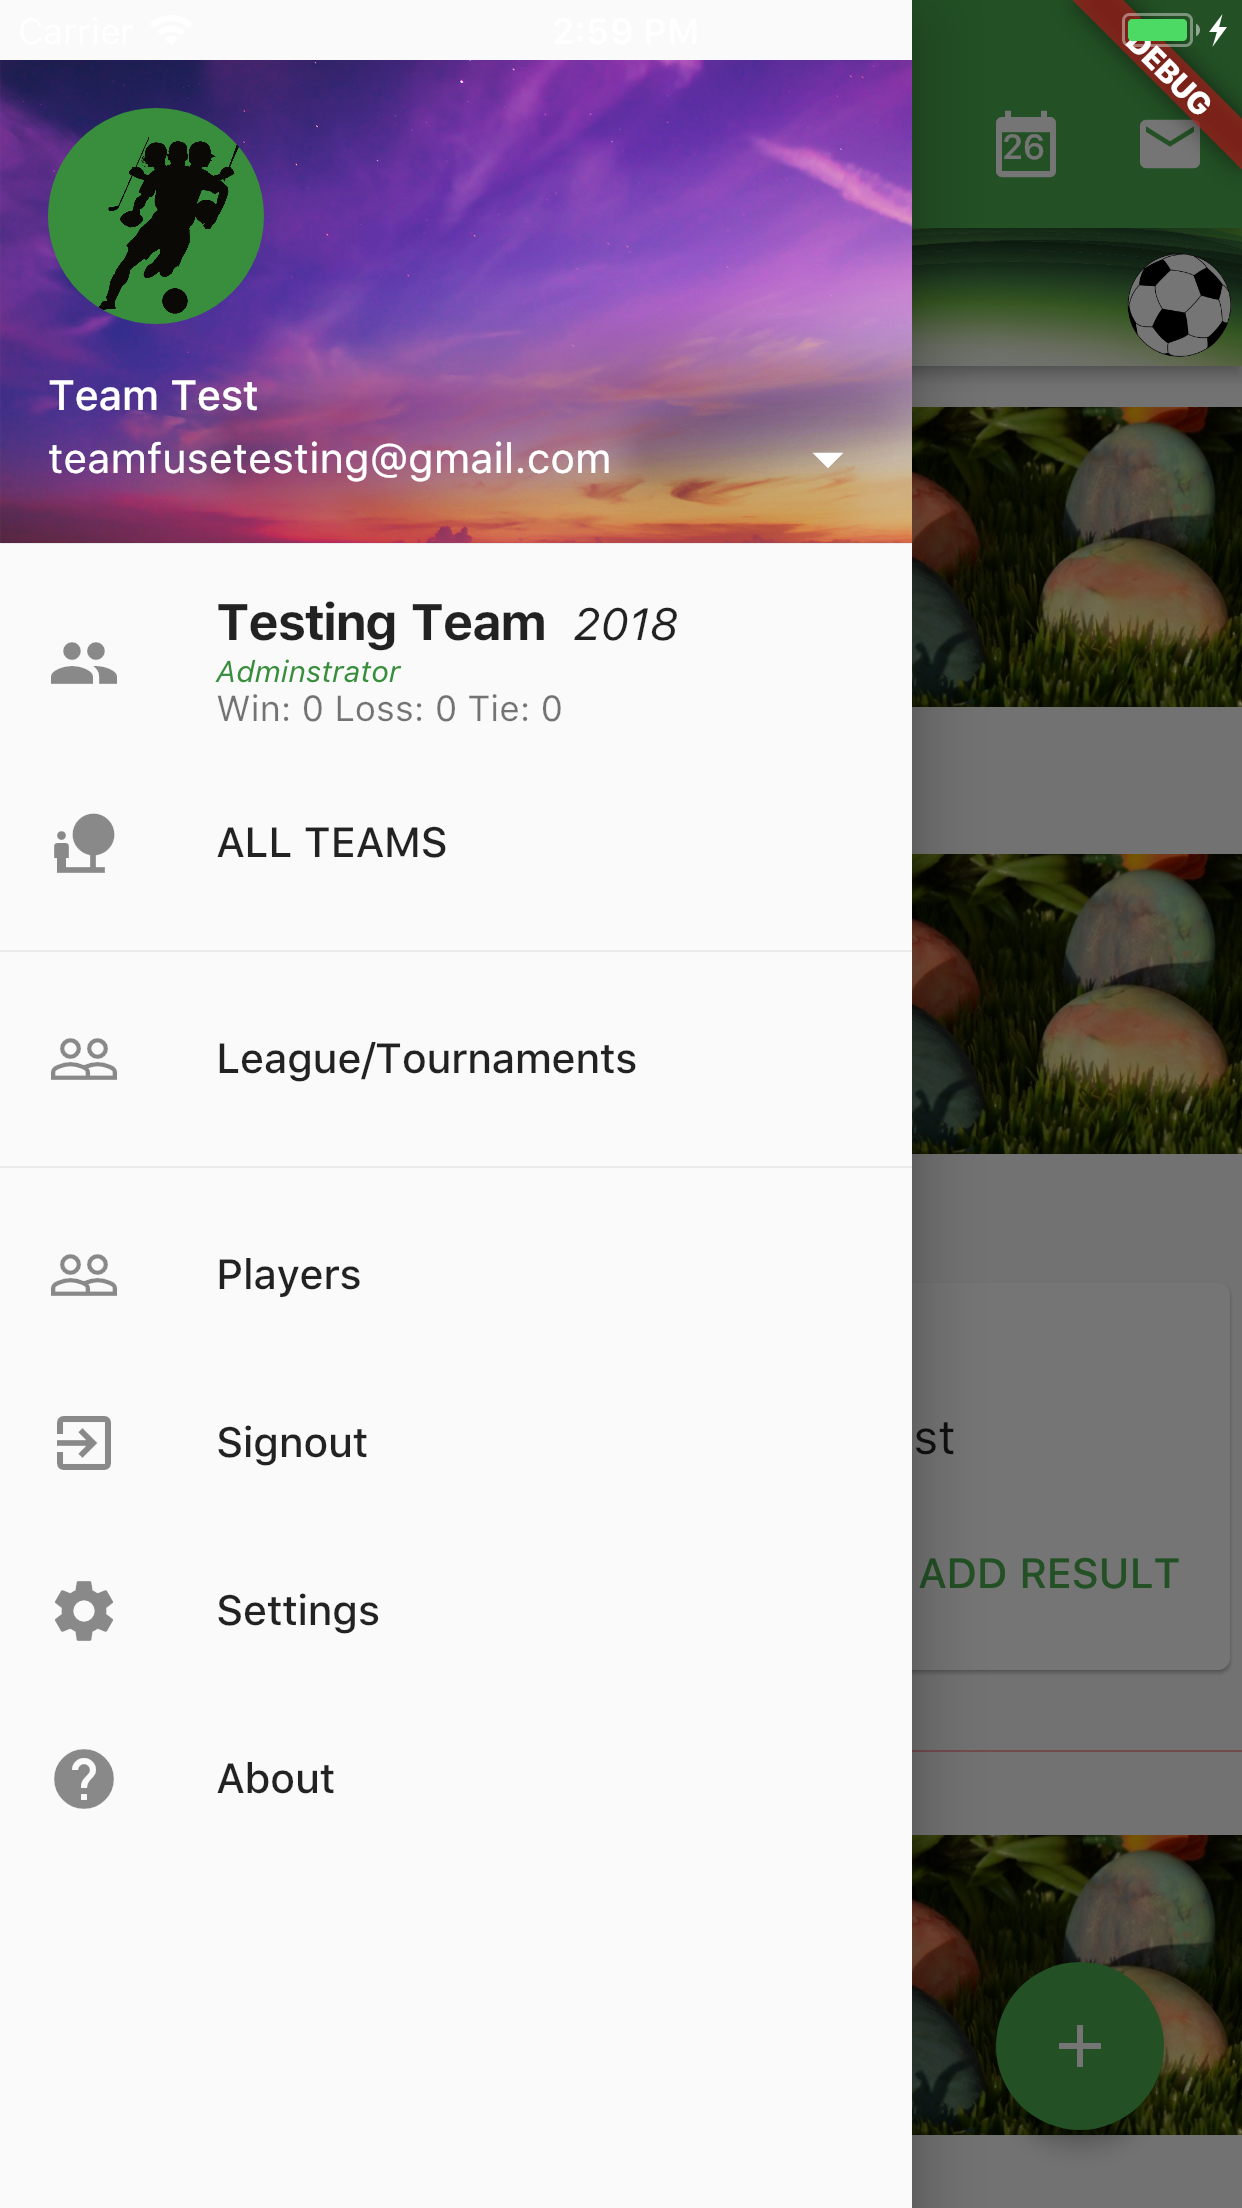 Carrier 2:59 PM
DEBUG
26
Team Test
teamfusetesting@gmail.com
Testing Team 2018
Adminstrator
Win: 0 Loss: 0 Tie: 0
ALL TEAMS
League/Tournaments
Players
Signout
st
Settings
ADD RESULT
About